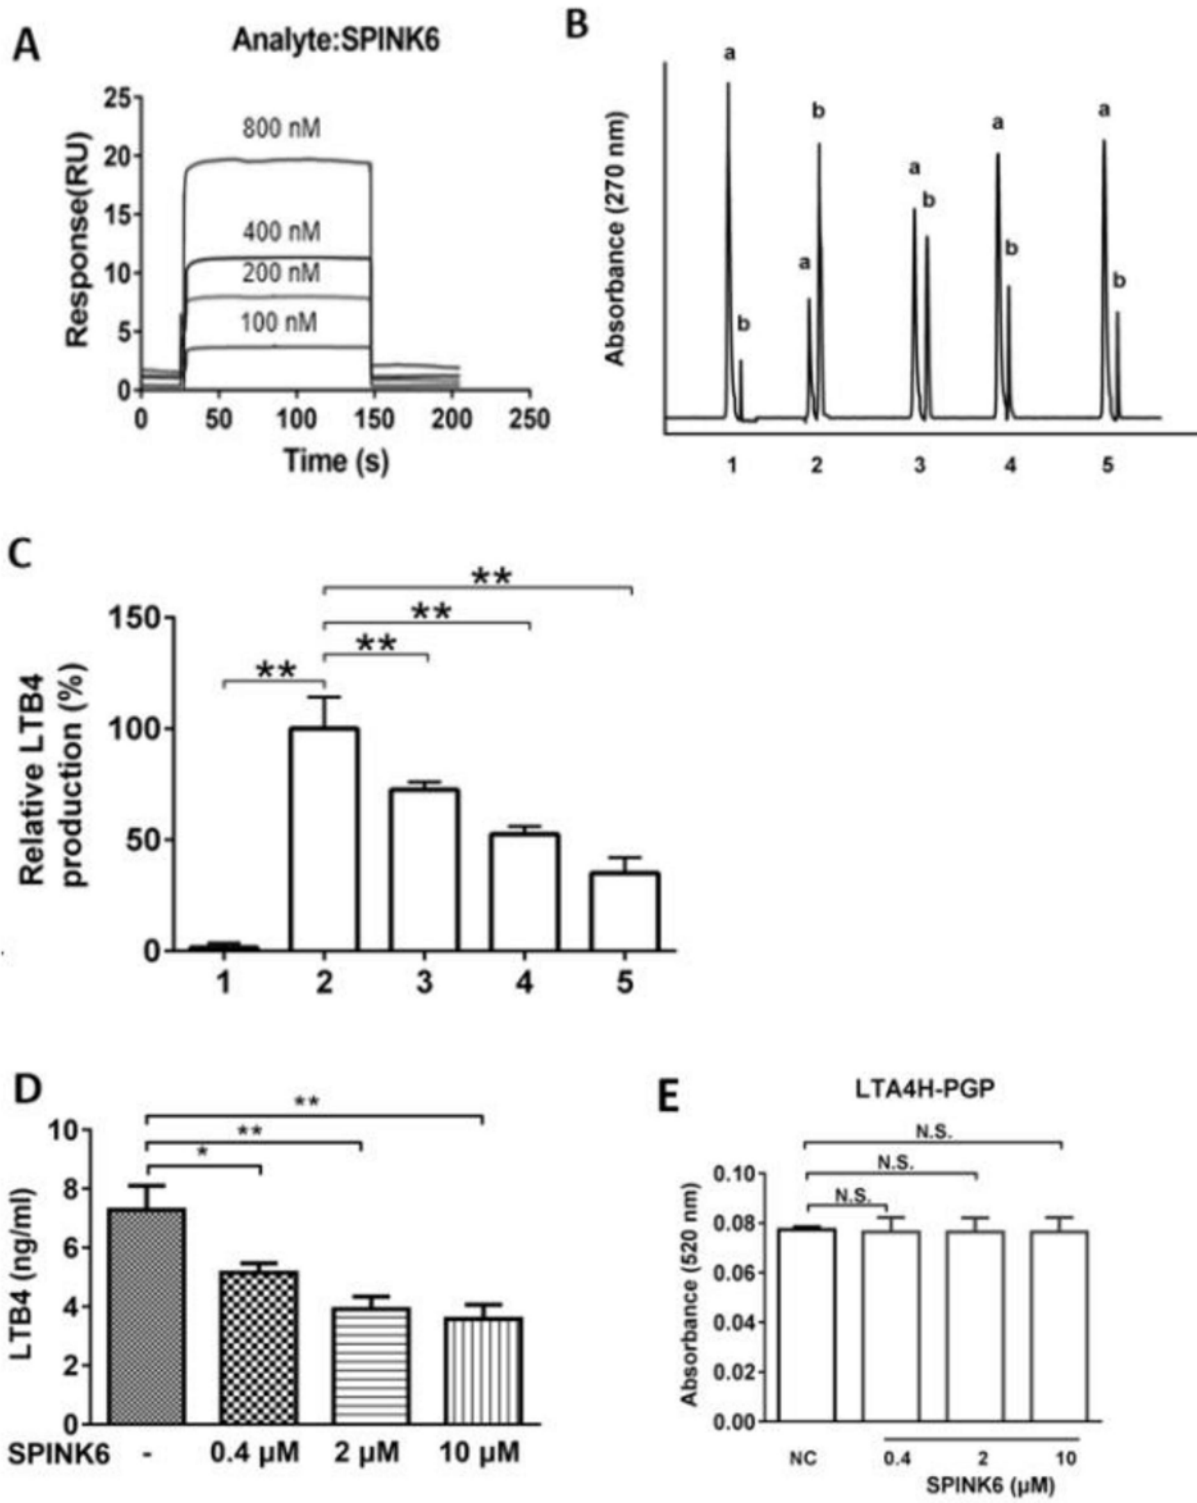 A
Analyte:SPINK6
Response(RU)
25
20
15
10
5
0
800 nM
400 nM
200 nM
100 nM
0 50 100 150 200 250
Time (s)
B
Absorbance (270 nm)
a
b
a
b
a
b
a
b
a
b
1 2 3 4 5
C
Relative LTB4
production (%)
150
100
50
0
**
**
**
**
1 2 3 4 5
D
LTB4 (ng/ml)
10
8
6
4
2
0
**
**
*
SPINK6 - 0.4 μM 2 μM 10 μM
E
LTA4H-PGP
Absorbance (520 nm)
0.10
0.08
0.06
0.04
0.02
0.00
N.S.
N.S.
N.S.
NC 0.4 2 10
SPINK6 (μM)